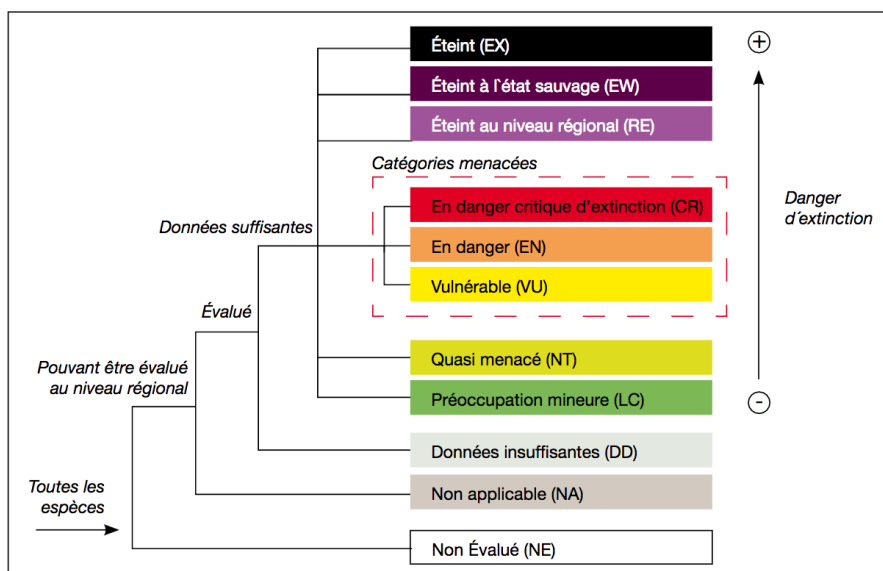 Éteint (EX)
+
Éteint à l`état sauvage (EW)
Éteint au niveau régional (RE)
Catégories menacées
En danger critique d'extinction (CR)
Danger
d´extinction
Données suffisantes
En danger (EN)
Vulnérable (VU)
Évalué
Pouvant être évalué
au niveau régional
Quasi menacé (NT)
Préoccupation mineure (LC)
-
Données insuffisantes (DD)
Toutes les
espèces
Non applicable (NA)
Non Évalué (NE)